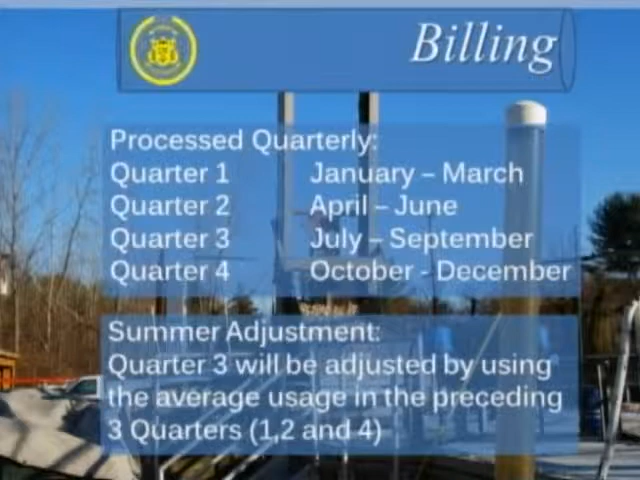 Billing
Processed Quarterly:
Quarter 1 January – March
Quarter 2 April – June
Quarter 3 July – September
Quarter 4 October - December
Summer Adjustment:
Quarter 3 will be adjusted by using
the average usage in the preceding
3 Quarters (1,2 and 4)